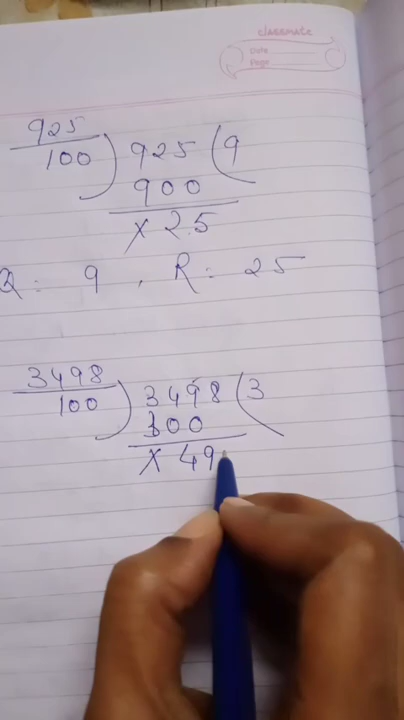 classmate
Date
Page
925
100 ) 925 ( 9
900
x 25
Q = 9 , R = 25
3498
100 ) 3498 ( 3
300
x 49